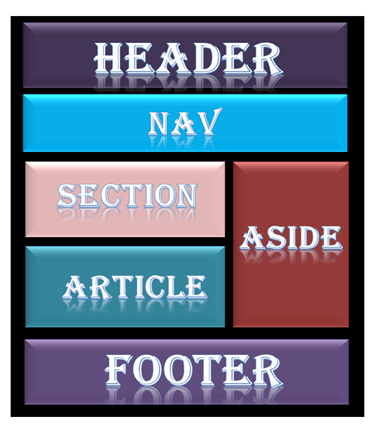 HEADER
NAV
SECTION
ASIDE
ARTICLE
FOOTER